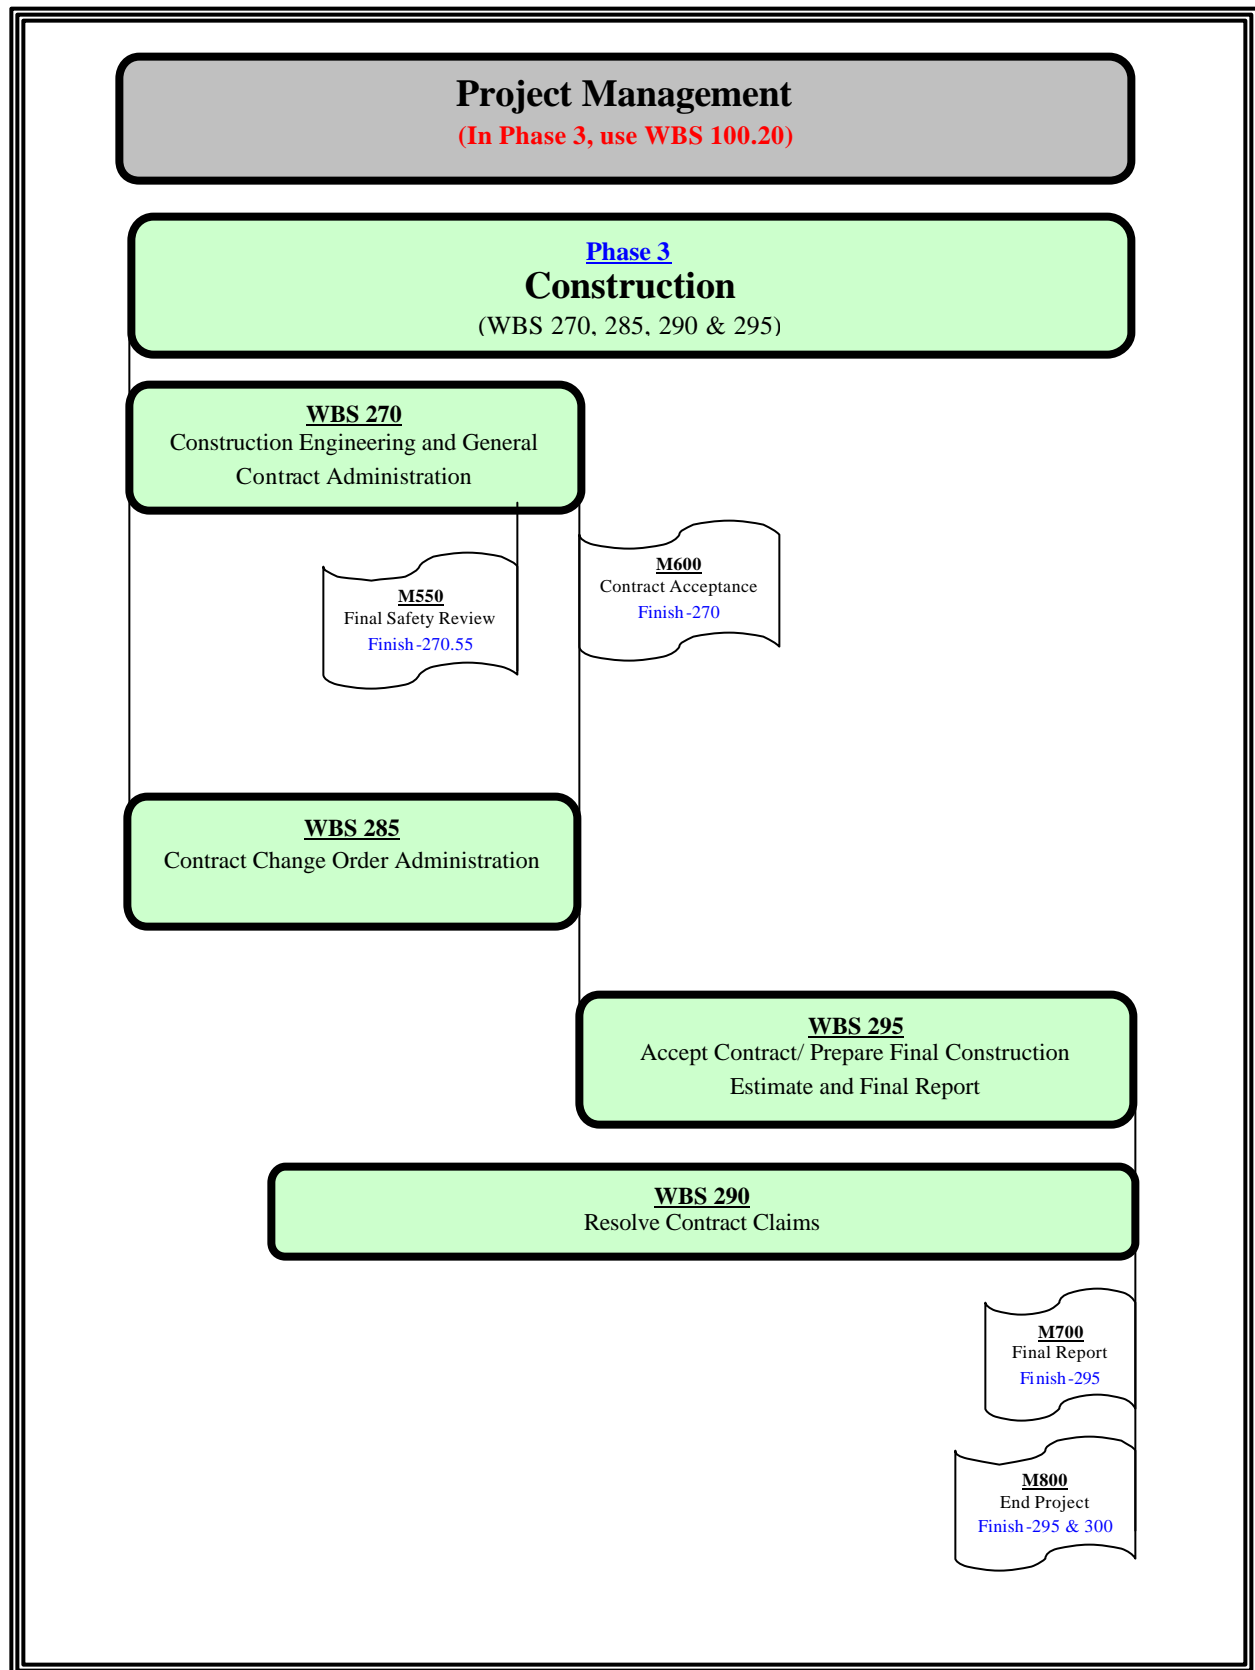 Project Management
(In Phase 3, use WBS 100.20)
Phase 3
Construction
(WBS 270, 285, 290 & 295)
WBS 270
Construction Engineering and General
Contract Administration
M550
Final Safety Review
Finish-270.55
M600
Contract Acceptance
Finish-270
WBS 285
Contract Change Order Administration
WBS 295
Accept Contract/ Prepare Final Construction
Estimate and Final Report
WBS 290
Resolve Contract Claims
M700
Final Report
Finish-295
M800
End Project
Finish-295 & 300